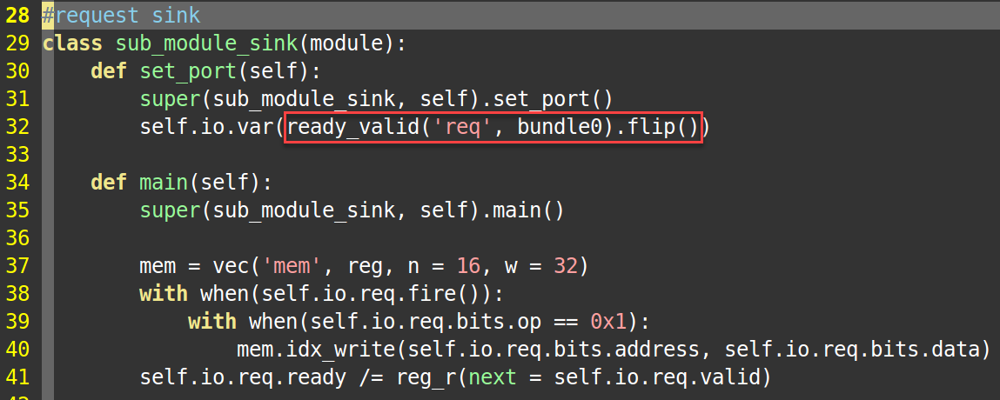 28 #request sink
29 class sub_module_sink(module):
30     def set_port(self):
31         super(sub_module_sink, self).set_port()
32         self.io.var(ready_valid('req', bundle0).flip())
33
34     def main(self):
35         super(sub_module_sink, self).main()
36
37         mem = vec('mem', reg, n = 16, w = 32)
38         with when(self.io.req.fire()):
39             with when(self.io.req.bits.op == 0x1):
40                 mem.idx_write(self.io.req.bits.address, self.io.req.bits.data)
41         self.io.req.ready /= reg_r(next = self.io.req.valid)